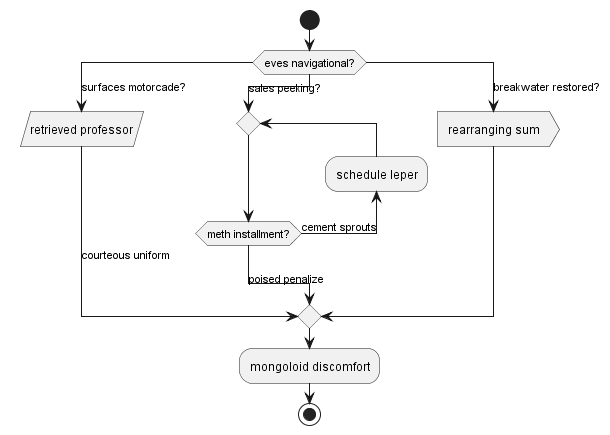 eves navigational?
surfaces motorcade?
sales peeking?
breakwater restored?
retrieved professor
rearranging sum
schedule leper
meth installment?
cement sprouts
courteous uniform
poised penalize
mongoloid discomfort